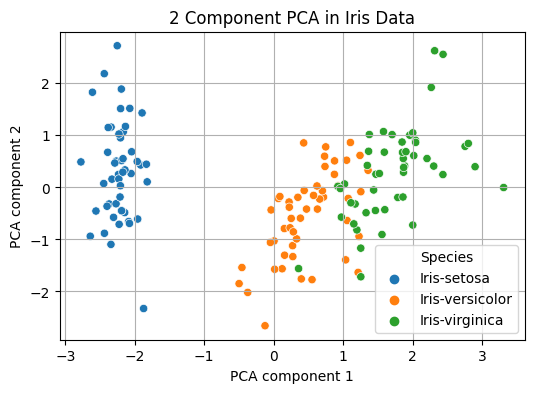 2 Component PCA in Iris Data
PCA component 2
2
1
0
−1
−2
−3
−2
−1
0
1
2
3
PCA component 1
Species
Iris-setosa
Iris-versicolor
Iris-virginica